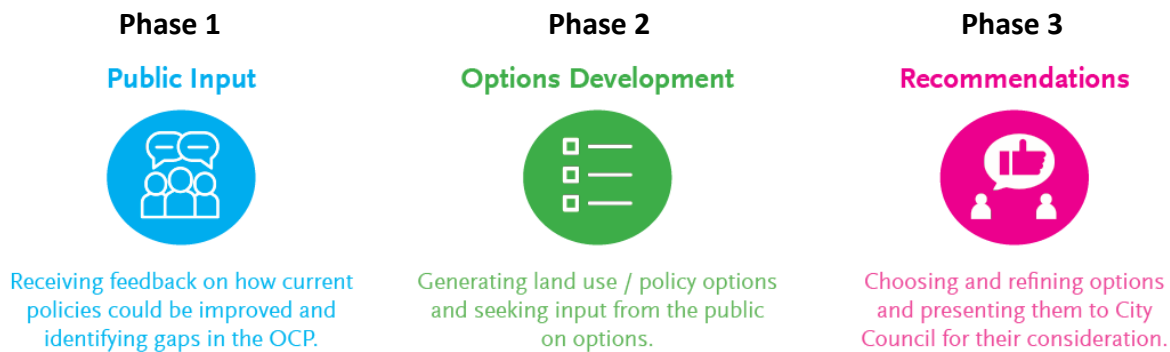 Phase 1
Public Input
Receiving feedback on how current
policies could be improved and
identifying gaps in the OCP.
Phase 2
Options Development
Generating land use / policy options
and seeking input from the public
on options.
Phase 3
Recommendations
Choosing and refining options
and presenting them to City
Council for their consideration.